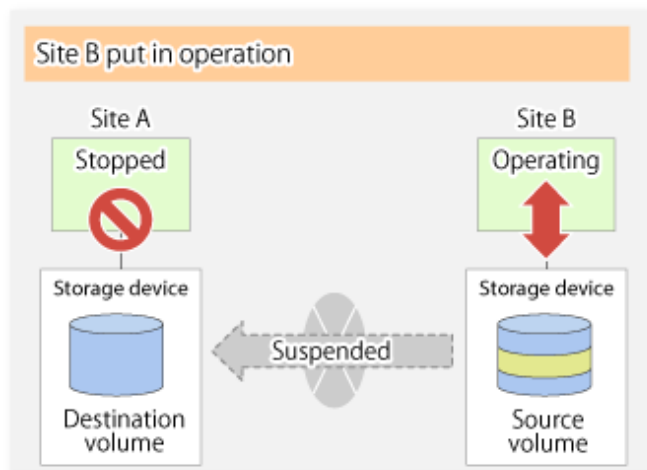 Site B put in operation
Site A
Site B
Stopped
Operating
Storage device
Storage device
Suspended
Destination
volume
Source
volume